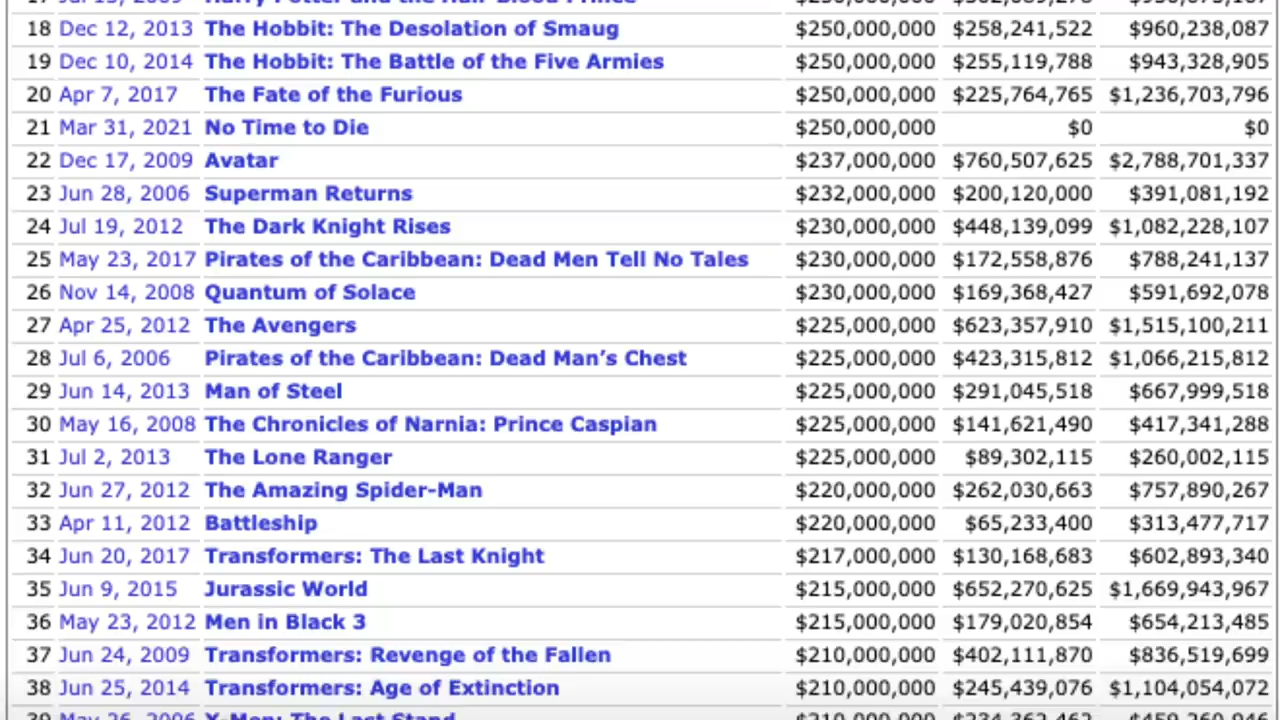 18 Dec 12, 2013 The Hobbit: The Desolation of Smaug $250,000,000 $258,241,522 $960,238,087
19 Dec 10, 2014 The Hobbit: The Battle of the Five Armies $250,000,000 $255,119,788 $943,328,905
20 Apr 7, 2017 The Fate of the Furious $250,000,000 $225,764,765 $1,236,703,796
21 Mar 31, 2021 No Time to Die $250,000,000 $0 $0
22 Dec 17, 2009 Avatar $237,000,000 $760,507,625 $2,788,701,337
23 Jun 28, 2006 Superman Returns $232,000,000 $200,120,000 $391,081,192
24 Jul 19, 2012 The Dark Knight Rises $230,000,000 $448,139,099 $1,082,228,107
25 May 23, 2017 Pirates of the Caribbean: Dead Men Tell No Tales $230,000,000 $172,558,876 $788,241,137
26 Nov 14, 2008 Quantum of Solace $230,000,000 $169,368,427 $591,692,078
27 Apr 25, 2012 The Avengers $225,000,000 $623,357,910 $1,515,100,211
28 Jul 6, 2006 Pirates of the Caribbean: Dead Man’s Chest $225,000,000 $423,315,812 $1,066,215,812
29 Jun 14, 2013 Man of Steel $225,000,000 $291,045,518 $667,999,518
30 May 16, 2008 The Chronicles of Narnia: Prince Caspian $225,000,000 $141,621,490 $417,341,288
31 Jul 2, 2013 The Lone Ranger $225,000,000 $89,302,115 $260,002,115
32 Jun 27, 2012 The Amazing Spider-Man $220,000,000 $262,030,663 $757,890,267
33 Apr 11, 2012 Battleship $220,000,000 $65,233,400 $313,477,717
34 Jun 20, 2017 Transformers: The Last Knight $217,000,000 $130,168,683 $602,893,340
35 Jun 9, 2015 Jurassic World $215,000,000 $652,270,625 $1,669,943,967
36 May 23, 2012 Men in Black 3 $215,000,000 $179,020,854 $654,213,485
37 Jun 24, 2009 Transformers: Revenge of the Fallen $210,000,000 $402,111,870 $836,519,699
38 Jun 25, 2014 Transformers: Age of Extinction $210,000,000 $245,439,076 $1,104,054,072
X-Men: The Last Stand